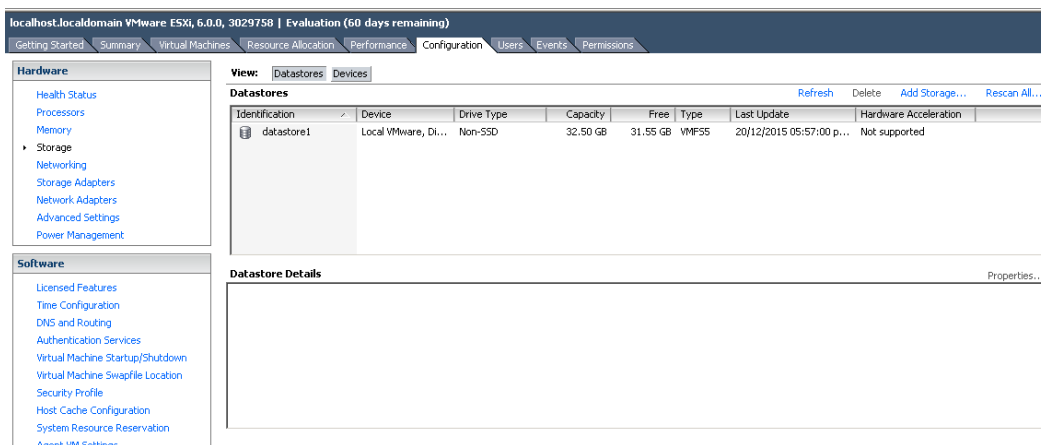 localhost.localdomain VMware ESXi, 6.0.0, 3029758 | Evaluation (60 days remaining)
Getting Started Summary Virtual Machines Resource Allocation Performance Configuration Users Events Permissions
Hardware
Health Status
Processors
Memory
Storage
Networking
Storage Adapters
Network Adapters
Advanced Settings
Power Management
Software
Licensed Features
Time Configuration
DNS and Routing
Authentication Services
Virtual Machine Startup/Shutdown
Virtual Machine Swapfile Location
Security Profile
Host Cache Configuration
System Resource Reservation
Agent VM Settings
View: Datastores Devices
Datastores Refresh Delete Add Storage... Rescan All...
Identification Device Drive Type Capacity Free Type Last Update Hardware Acceleration
datastore1 Local VMware, Di... Non-SSD 32.50 GB 31.55 GB VMFS5 20/12/2015 05:57:00 p... Not supported
Datastore Details Properties...